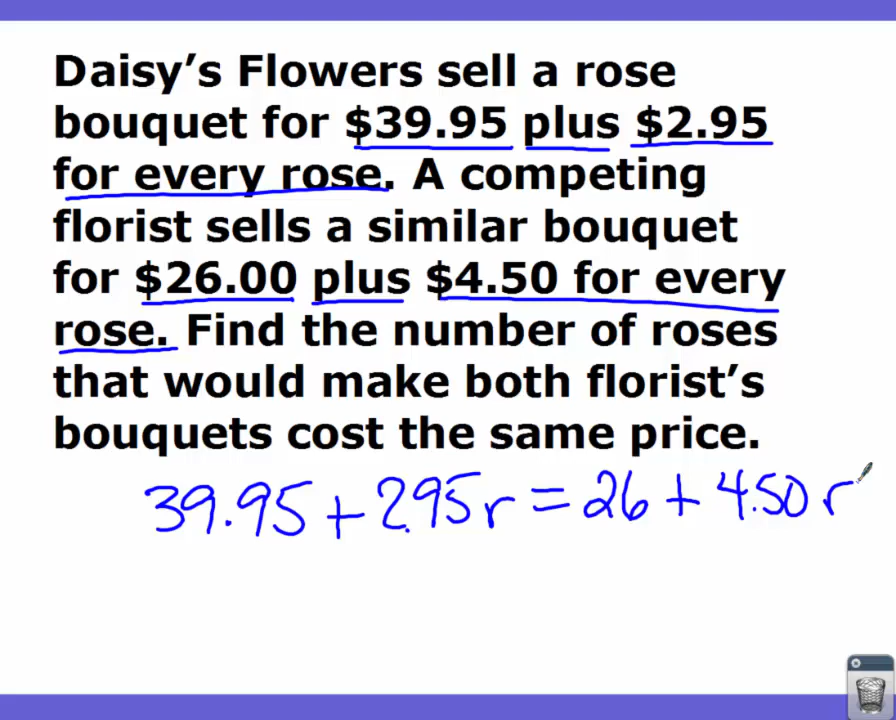 Daisy’s Flowers sell a rose
bouquet for $39.95 plus $2.95
for every rose. A competing
florist sells a similar bouquet
for $26.00 plus $4.50 for every
rose. Find the number of roses
that would make both florist’s
bouquets cost the same price.
39.95 + 2.95 r = 26 + 4.50 r